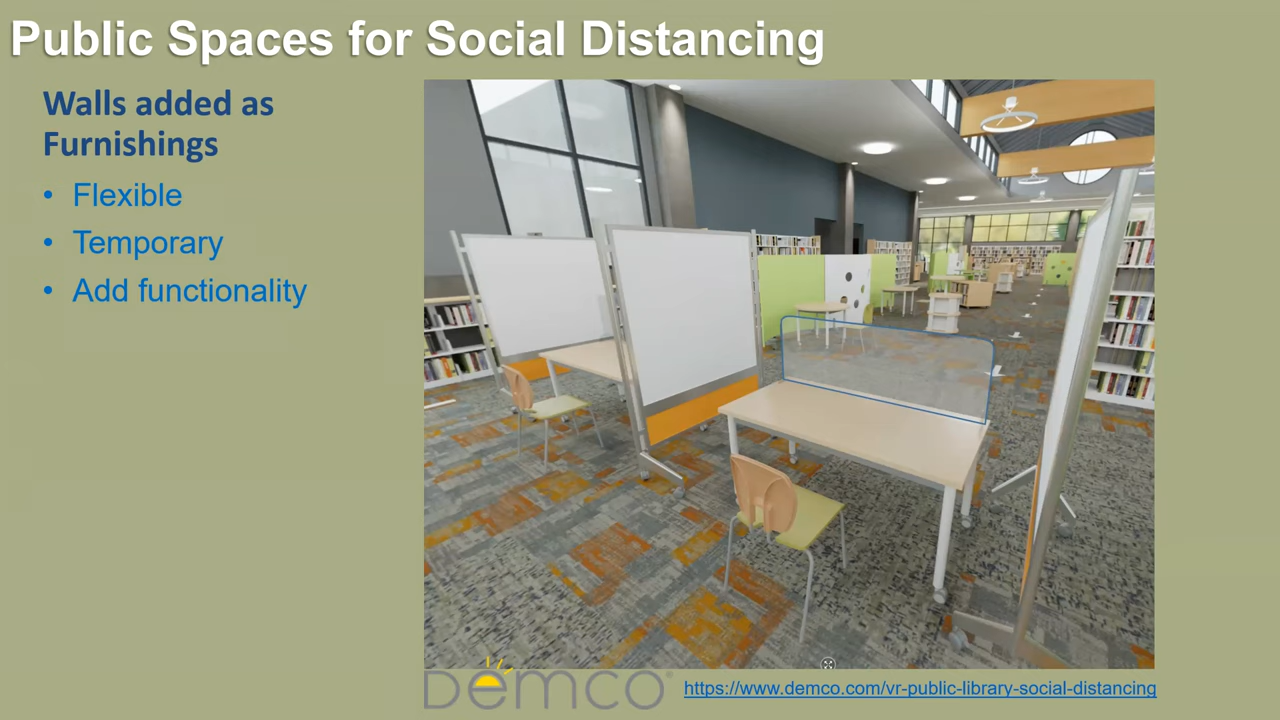 Public Spaces for Social Distancing
Walls added as
Furnishings
• Flexible
• Temporary
• Add functionality
DEMCO®
https://www.demco.com/vr-public-library-social-distancing